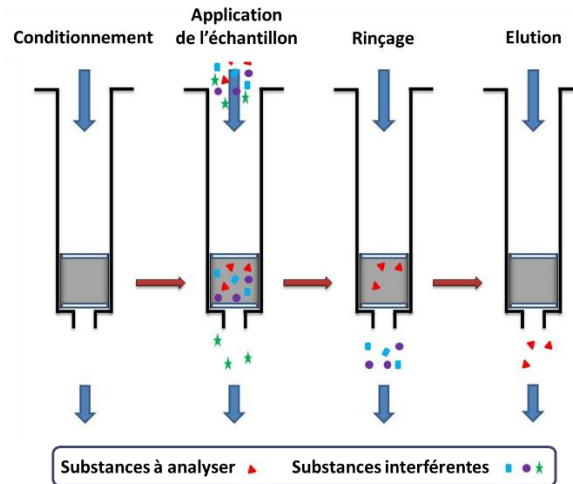 Conditionnement
Application
de l’échantillon
Rinçage
Elution
Substances à analyser
Substances interférentes